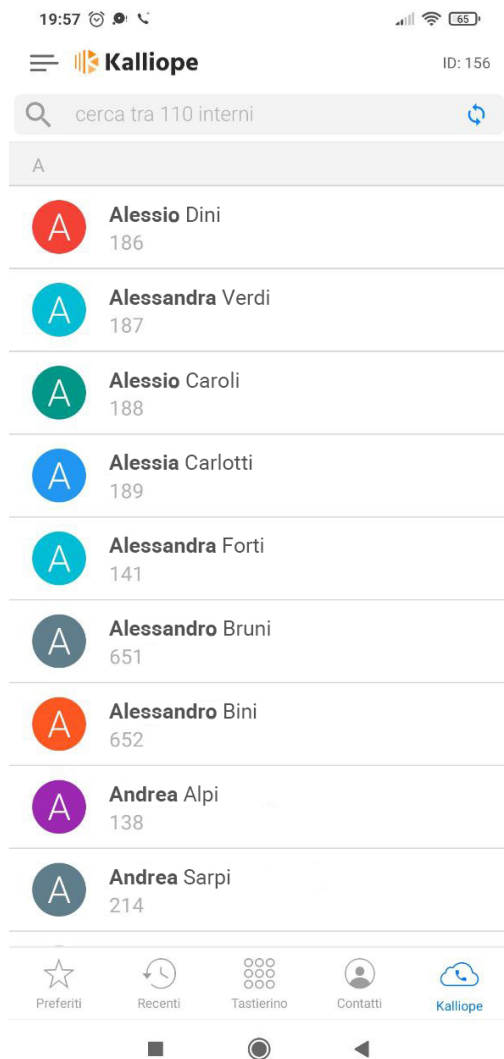 19:57
65
Kalliope
ID: 156
cerca tra 110 interni
A
A
Alessio Dini
186
A
Alessandra Verdi
187
A
Alessio Caroli
188
A
Alessia Carlotti
189
A
Alessandra Forti
141
A
Alessandro Bruni
651
A
Alessandro Bini
652
A
Andrea Alpi
138
A
Andrea Sarpi
214
Preferiti
Recenti
Tastierino
Contatti
Kalliope